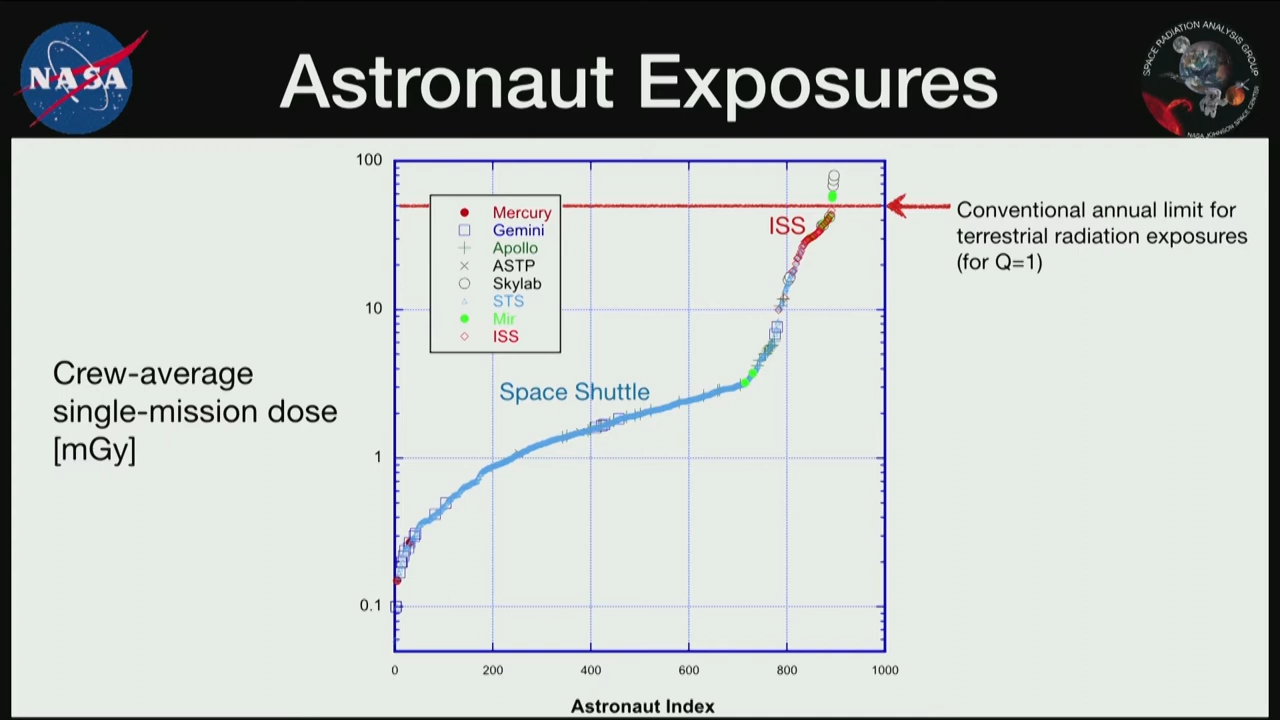 NASA
Astronaut Exposures
SPACE RADIATION ANALYSIS GROUP
NASA JOHNSON SPACE CENTER
Crew-average
single-mission dose
[mGy]
100
10
1
0.1
Mercury
Gemini
Apollo
ASTP
Skylab
STS
Mir
ISS
Space Shuttle
ISS
Conventional annual limit for
terrestrial radiation exposures
(for Q=1)
0 200 400 600 800 1000
Astronaut Index